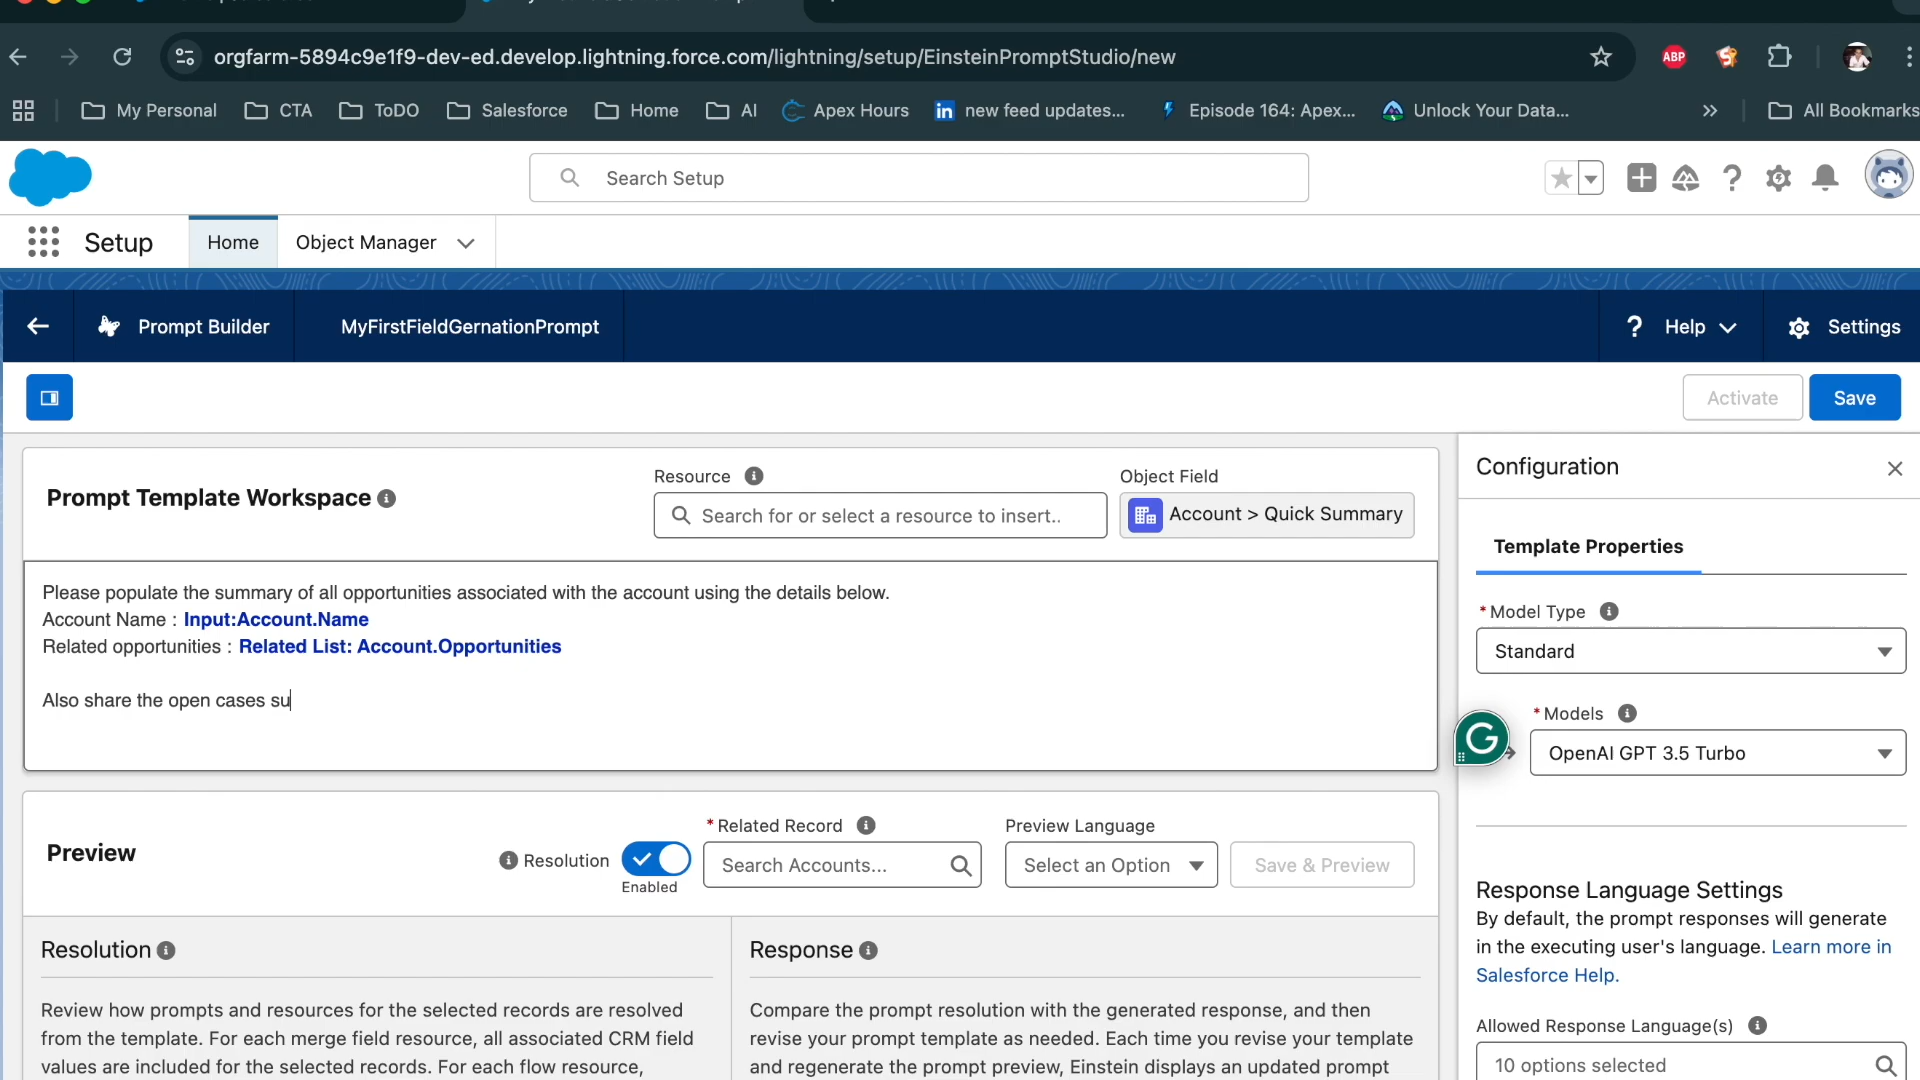 orgfarm-5894c9e1f9-dev-ed.develop.lightning.force.com/lightning/setup/EinsteinPromptStudio/new
ABP
My Personal
CTA
ToDO
Salesforce
Home
AI
Apex Hours
new feed updates...
Episode 164: Apex...
Unlock Your Data...
All Bookmarks
Search Setup
Setup
Home
Object Manager
Prompt Builder
MyFirstFieldGernationPrompt
Help
Settings
Activate
Save
Prompt Template Workspace
Resource
Search for or select a resource to insert..
Object Field
Account > Quick Summary
Please populate the summary of all opportunities associated with the account using the details below.
Account Name : Input:Account.Name
Related opportunities : Related List: Account.Opportunities
Also share the open cases su
Configuration
Template Properties
* Model Type
Standard
* Models
OpenAI GPT 3.5 Turbo
Preview
Resolution
Enabled
* Related Record
Search Accounts...
Preview Language
Select an Option
Save & Preview
Resolution
Review how prompts and resources for the selected records are resolved
from the template. For each merge field resource, all associated CRM field
values are included for the selected records. For each flow resource,
Response
Compare the prompt resolution with the generated response, and then
revise your prompt template as needed. Each time you revise your template
and regenerate the prompt preview, Einstein displays an updated prompt
Response Language Settings
By default, the prompt responses will generate
in the executing user's language. Learn more in
Salesforce Help.
Allowed Response Language(s)
10 options selected